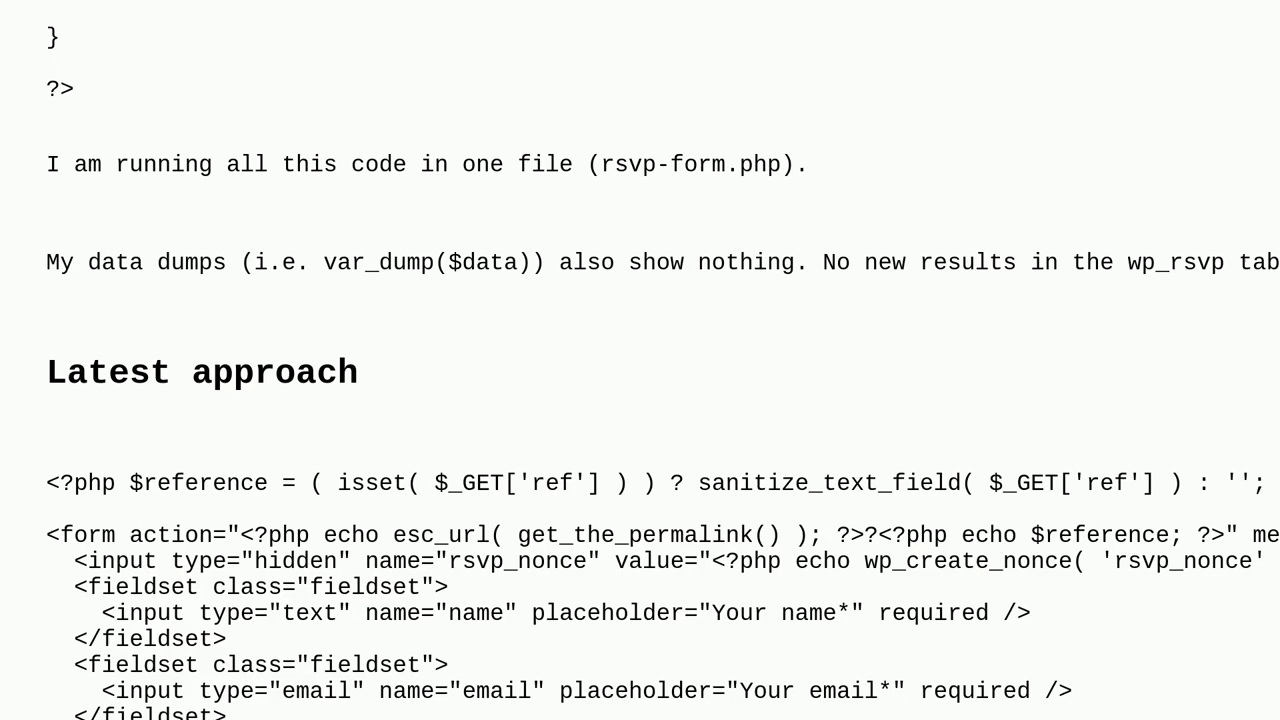 }
?>
I am running all this code in one file (rsvp-form.php).
My data dumps (i.e. var_dump($data)) also show nothing. No new results in the wp_rsvp tab
Latest approach
<?php $reference = ( isset( $_GET['ref'] ) ) ? sanitize_text_field( $_GET['ref'] ) : '';
<form action="<?php echo esc_url( get_the_permalink() ); ?>?<?php echo $reference; ?>" me
<input type="hidden" name="rsvp_nonce" value="<?php echo wp_create_nonce( 'rsvp_nonce'
<fieldset class="fieldset">
<input type="text" name="name" placeholder="Your name*" required />
</fieldset>
<fieldset class="fieldset">
<input type="email" name="email" placeholder="Your email*" required />
</fieldset>